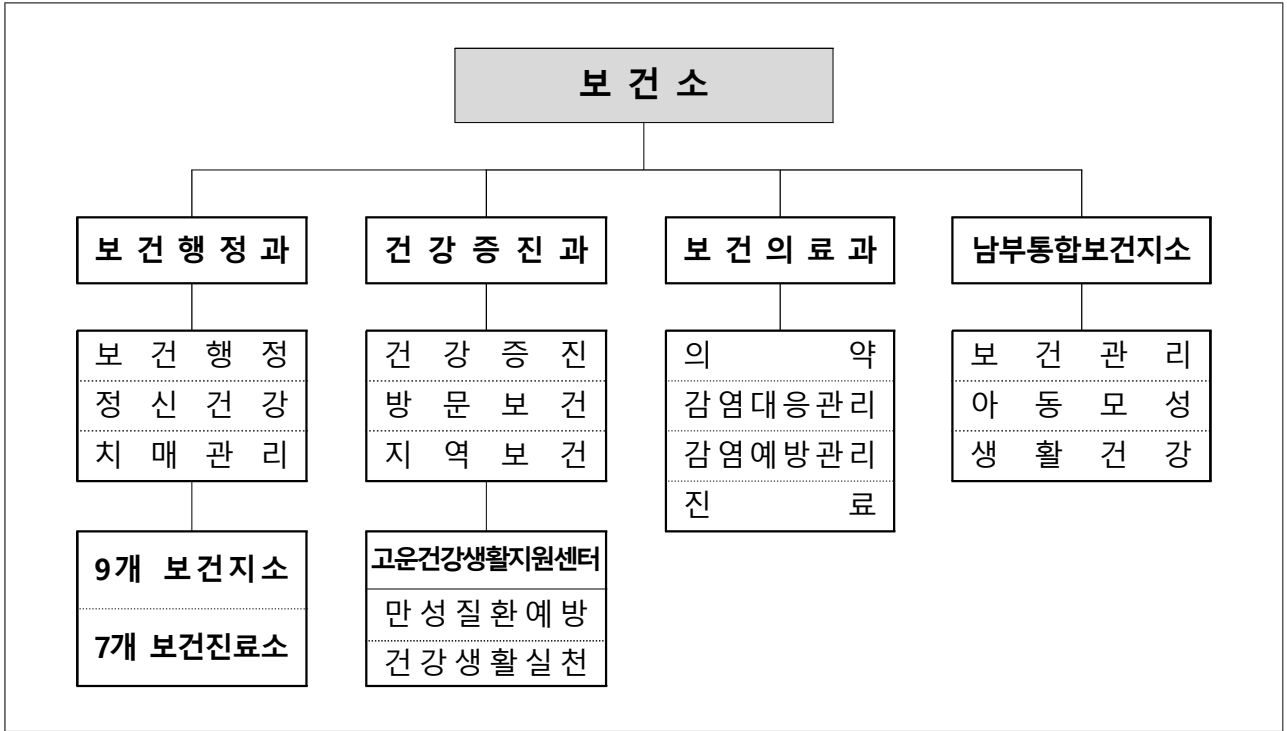 보 건 소
보 건 행 정 과
보 건 행 정
정 신 건 강
치 매 관 리
9개 보건지소
7개 보건진료소
건 강 증 진 과
건 강 증 진
방 문 보 건
지 역 보 건
고운건강생활지원센터
만성질환예방
건강생활실천
보 건 의 료 과
의 약
감염대응관리
감염예방관리
진 료
남부통합보건지소
보 건 관 리
아 동 모 성
생 활 건 강